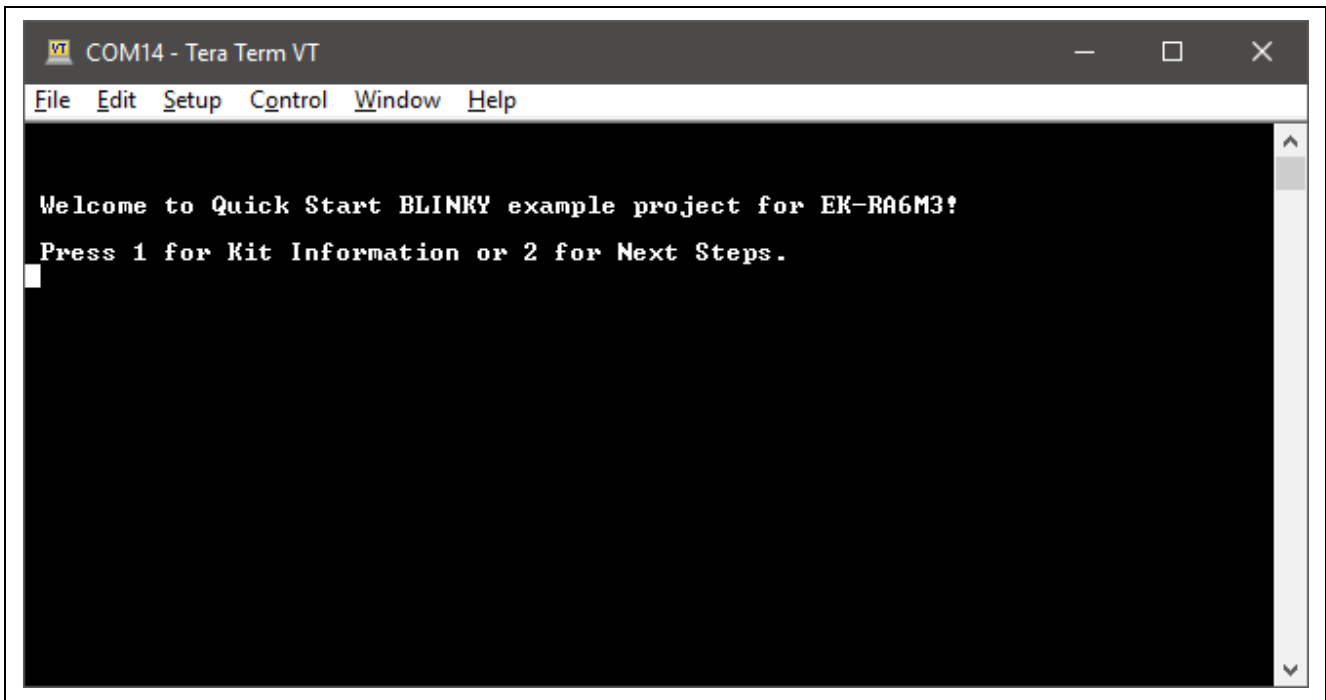 COM14 - Tera Term VT
File Edit Setup Control Window Help
Welcome to Quick Start BLINKY example project for EK-RA6M3!
Press 1 for Kit Information or 2 for Next Steps.